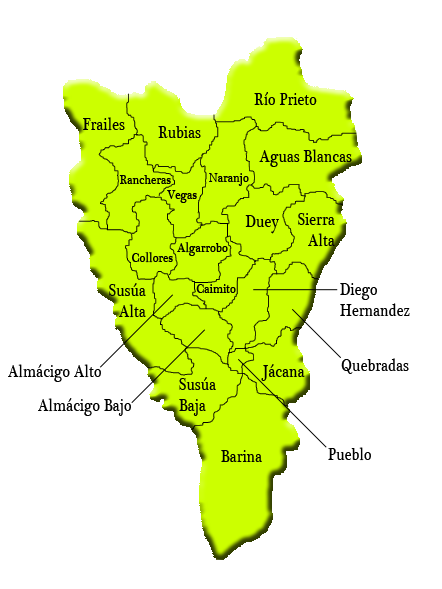 Río Prieto
Frailes
Rubias
Aguas Blancas
Rancheras
Naranjo
Vegas
Duey
Sierra
Alta
Algarrobo
Collores
Susúa
Alta
Caimito
Diego
Hernandez
Quebradas
Almácigo Alto
Jácana
Susúa
Baja
Almácigo Bajo
Barina
Pueblo